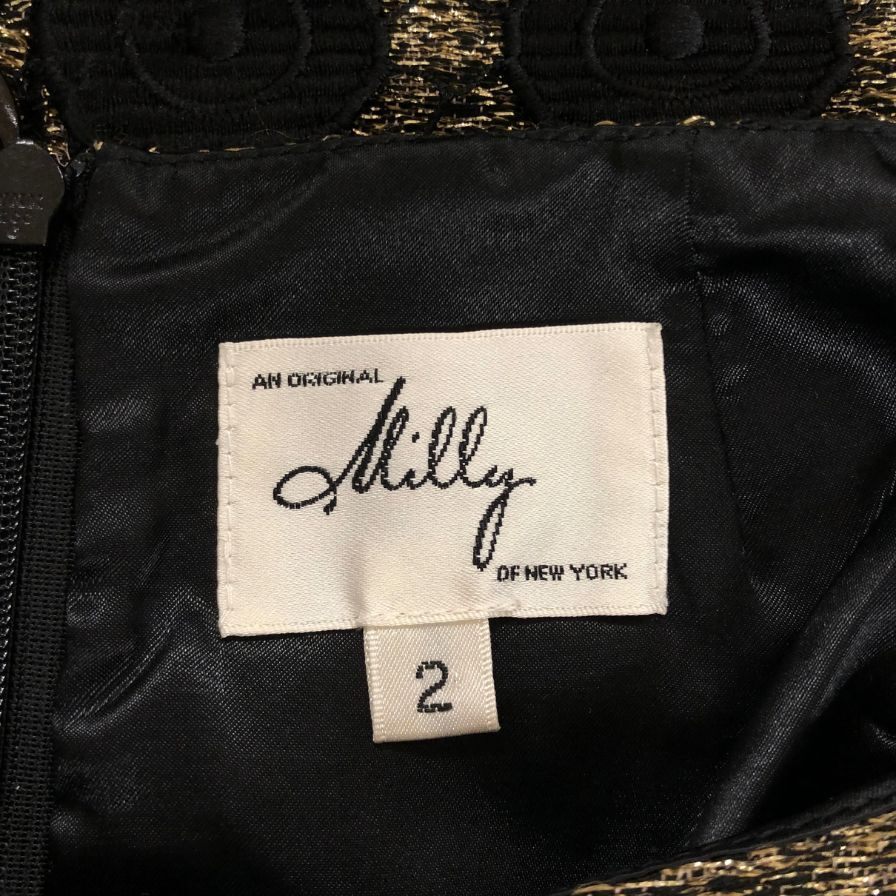 AN ORIGINAL
Milly
OF NEW YORK
2